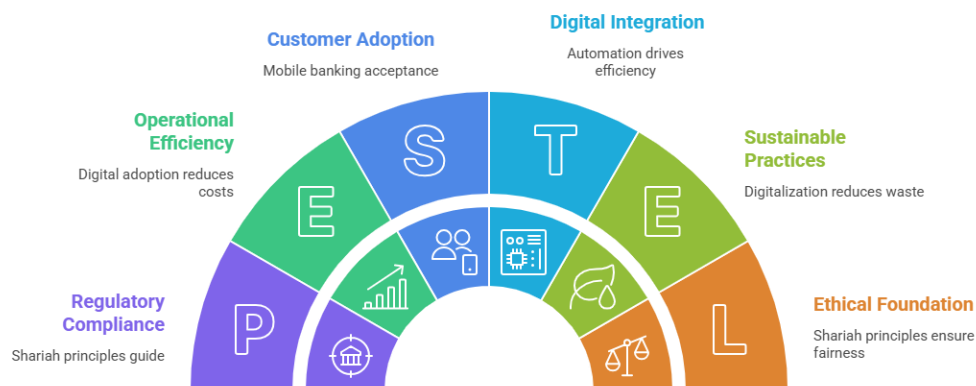 Regulatory
Compliance
Shariah principles guide
P
Operational
Efficiency
Digital adoption reduces
costs
E
Customer Adoption
Mobile banking acceptance
S
Digital Integration
Automation drives
efficiency
T
Sustainable
Practices
Digitalization reduces waste
E
Ethical Foundation
Shariah principles ensure
fairness
L